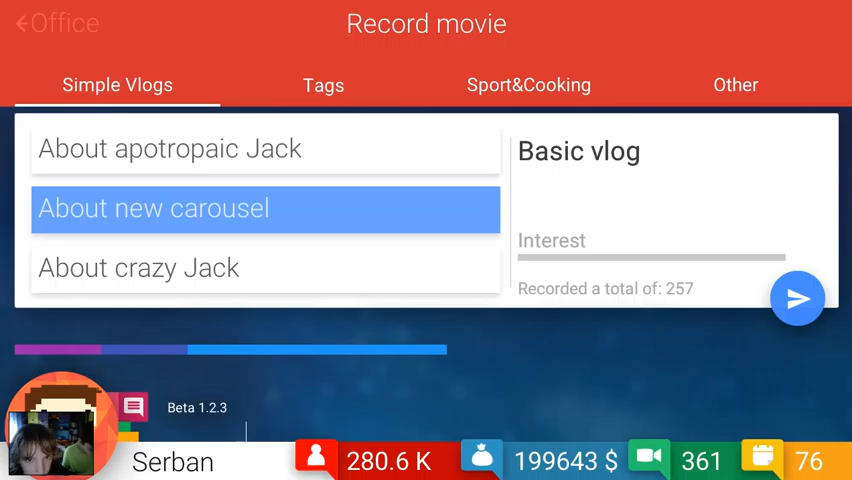 Office
Record movie
Simple Vlogs
Tags
Sport&Cooking
Other
About apotropaic Jack
About new carousel
About crazy Jack
Basic vlog
Interest
Recorded a total of: 257
Beta 1.2.3
Serban
280.6 K
199643 $
361
76